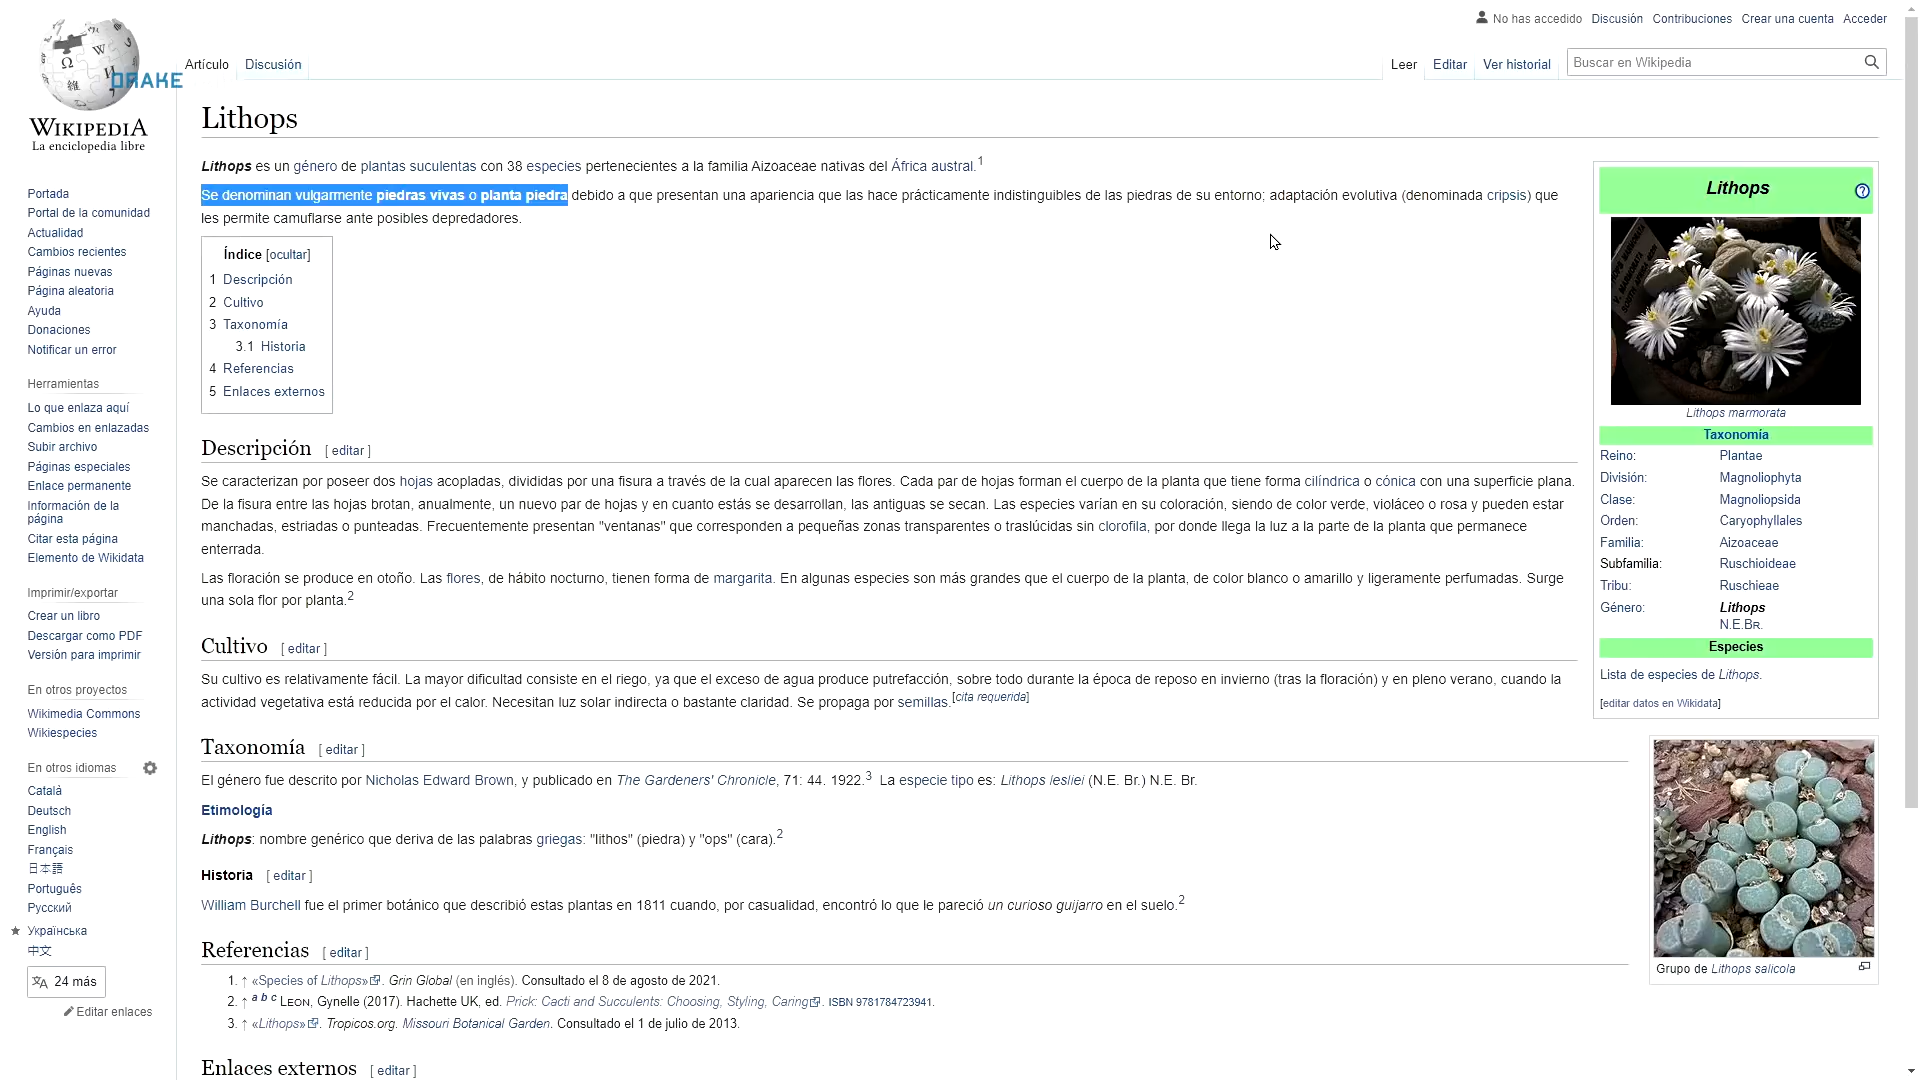 No has accedido Discusión Contribuciones Crear una cuenta Acceder
Artículo Discusión
Leer Editar Ver historial Buscar en Wikipedia
DRAKE
WIKIPEDIA
La enciclopedia libre
Portada
Portal de la comunidad
Actualidad
Cambios recientes
Páginas nuevas
Página aleatoria
Ayuda
Donaciones
Notificar un error
Herramientas
Lo que enlaza aquí
Cambios en enlazadas
Subir archivo
Páginas especiales
Enlace permanente
Información de la
página
Citar esta página
Elemento de Wikidata
Imprimir/exportar
Crear un libro
Descargar como PDF
Versión para imprimir
En otros proyectos
Wikimedia Commons
Wikiespecies
En otros idiomas
Català
Deutsch
English
Français
日本語
Português
Русский
Українська
中文
24 más
Editar enlaces
Lithops
Lithops es un género de plantas suculentas con 38 especies pertenecientes a la familia Aizoaceae nativas del África austral.1
Se denominan vulgarmente piedras vivas o planta piedra debido a que presentan una apariencia que las hace prácticamente indistinguibles de las piedras de su entorno; adaptación evolutiva (denominada cripsis) que
les permite camuflarse ante posibles depredadores.
Índice [ocultar]
1 Descripción
2 Cultivo
3 Taxonomía
3.1 Historia
4 Referencias
5 Enlaces externos
Descripción [ editar ]
Se caracterizan por poseer dos hojas acopladas, divididas por una fisura a través de la cual aparecen las flores. Cada par de hojas forman el cuerpo de la planta que tiene forma cilíndrica o cónica con una superficie plana.
De la fisura entre las hojas brotan, anualmente, un nuevo par de hojas y en cuanto estás se desarrollan, las antiguas se secan. Las especies varían en su coloración, siendo de color verde, violáceo o rosa y pueden estar
manchadas, estriadas o punteadas. Frecuentemente presentan "ventanas" que corresponden a pequeñas zonas transparentes o traslúcidas sin clorofila, por donde llega la luz a la parte de la planta que permanece
enterrada.
Las floración se produce en otoño. Las flores, de hábito nocturno, tienen forma de margarita. En algunas especies son más grandes que el cuerpo de la planta, de color blanco o amarillo y ligeramente perfumadas. Surge
una sola flor por planta.2
Cultivo [ editar ]
Su cultivo es relativamente fácil. La mayor dificultad consiste en el riego, ya que el exceso de agua produce putrefacción, sobre todo durante la época de reposo en invierno (tras la floración) y en pleno verano, cuando la
actividad vegetativa está reducida por el calor. Necesitan luz solar indirecta o bastante claridad. Se propaga por semillas.[cita requerida]
Taxonomía [ editar ]
El género fue descrito por Nicholas Edward Brown, y publicado en The Gardeners' Chronicle, 71: 44. 1922.3 La especie tipo es: Lithops lesliei (N.E. Br.) N.E. Br.
Etimología
Lithops: nombre genérico que deriva de las palabras griegas: "lithos" (piedra) y "ops" (cara).2
Historia [ editar ]
William Burchell fue el primer botánico que describió estas plantas en 1811 cuando, por casualidad, encontró lo que le pareció un curioso guijarro en el suelo.2
Referencias [ editar ]
1. ↑ «Species of Lithops». Grin Global (en inglés). Consultado el 8 de agosto de 2021.
2. ↑ a b c LEON, Gynelle (2017). Hachette UK, ed. Prick: Cacti and Succulents: Choosing, Styling, Caring. ISBN 9781784723941.
3. ↑ «Lithops». Tropicos.org. Missouri Botanical Garden. Consultado el 1 de julio de 2013.
Enlaces externos [ editar ]
Lithops ?
Lithops marmorata
Taxonomía
Reino: Plantae
División: Magnoliophyta
Clase: Magnoliopsida
Orden: Caryophyllales
Familia: Aizoaceae
Subfamilia: Ruschioideae
Tribu: Ruschieae
Género: Lithops
N.E.BR.
Especies
Lista de especies de Lithops.
[editar datos en Wikidata]
Grupo de Lithops salicola